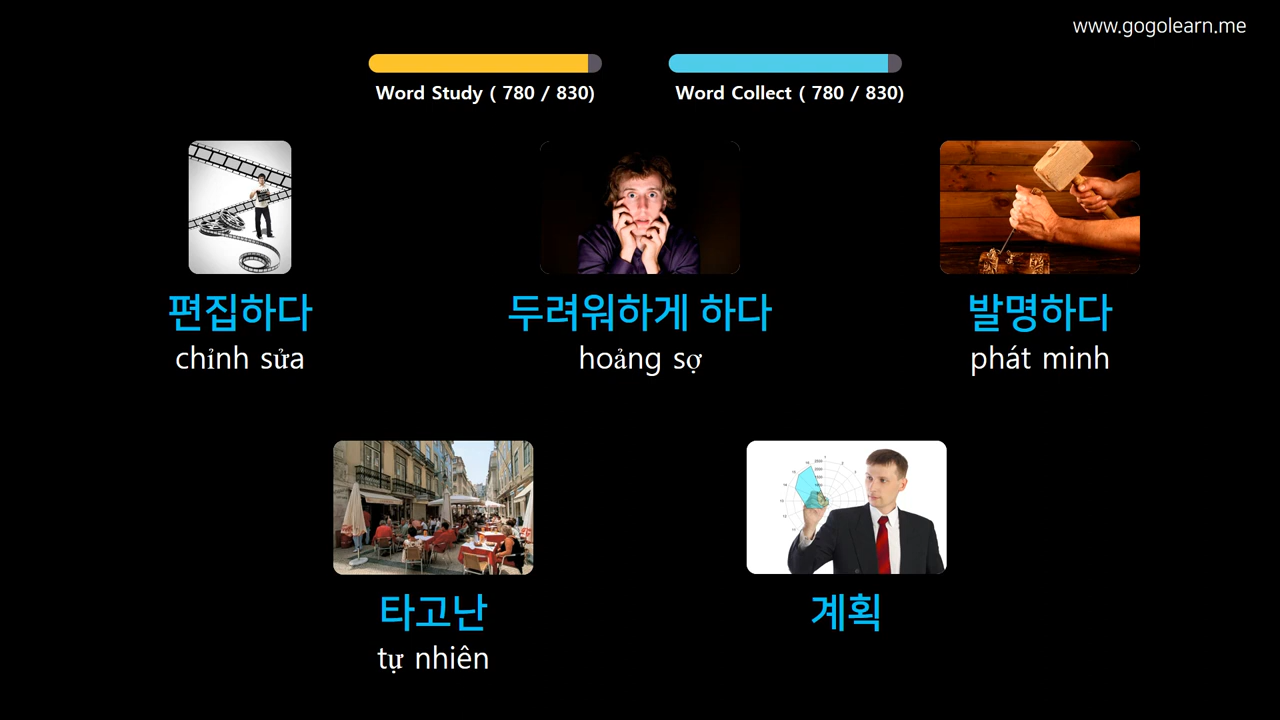 www.gogolearn.me
Word Study ( 780 / 830)
Word Collect ( 780 / 830)
편집하다
chỉnh sửa
두려워하게 하다
hoảng sợ
발명하다
phát minh
타고난
tự nhiên
계획